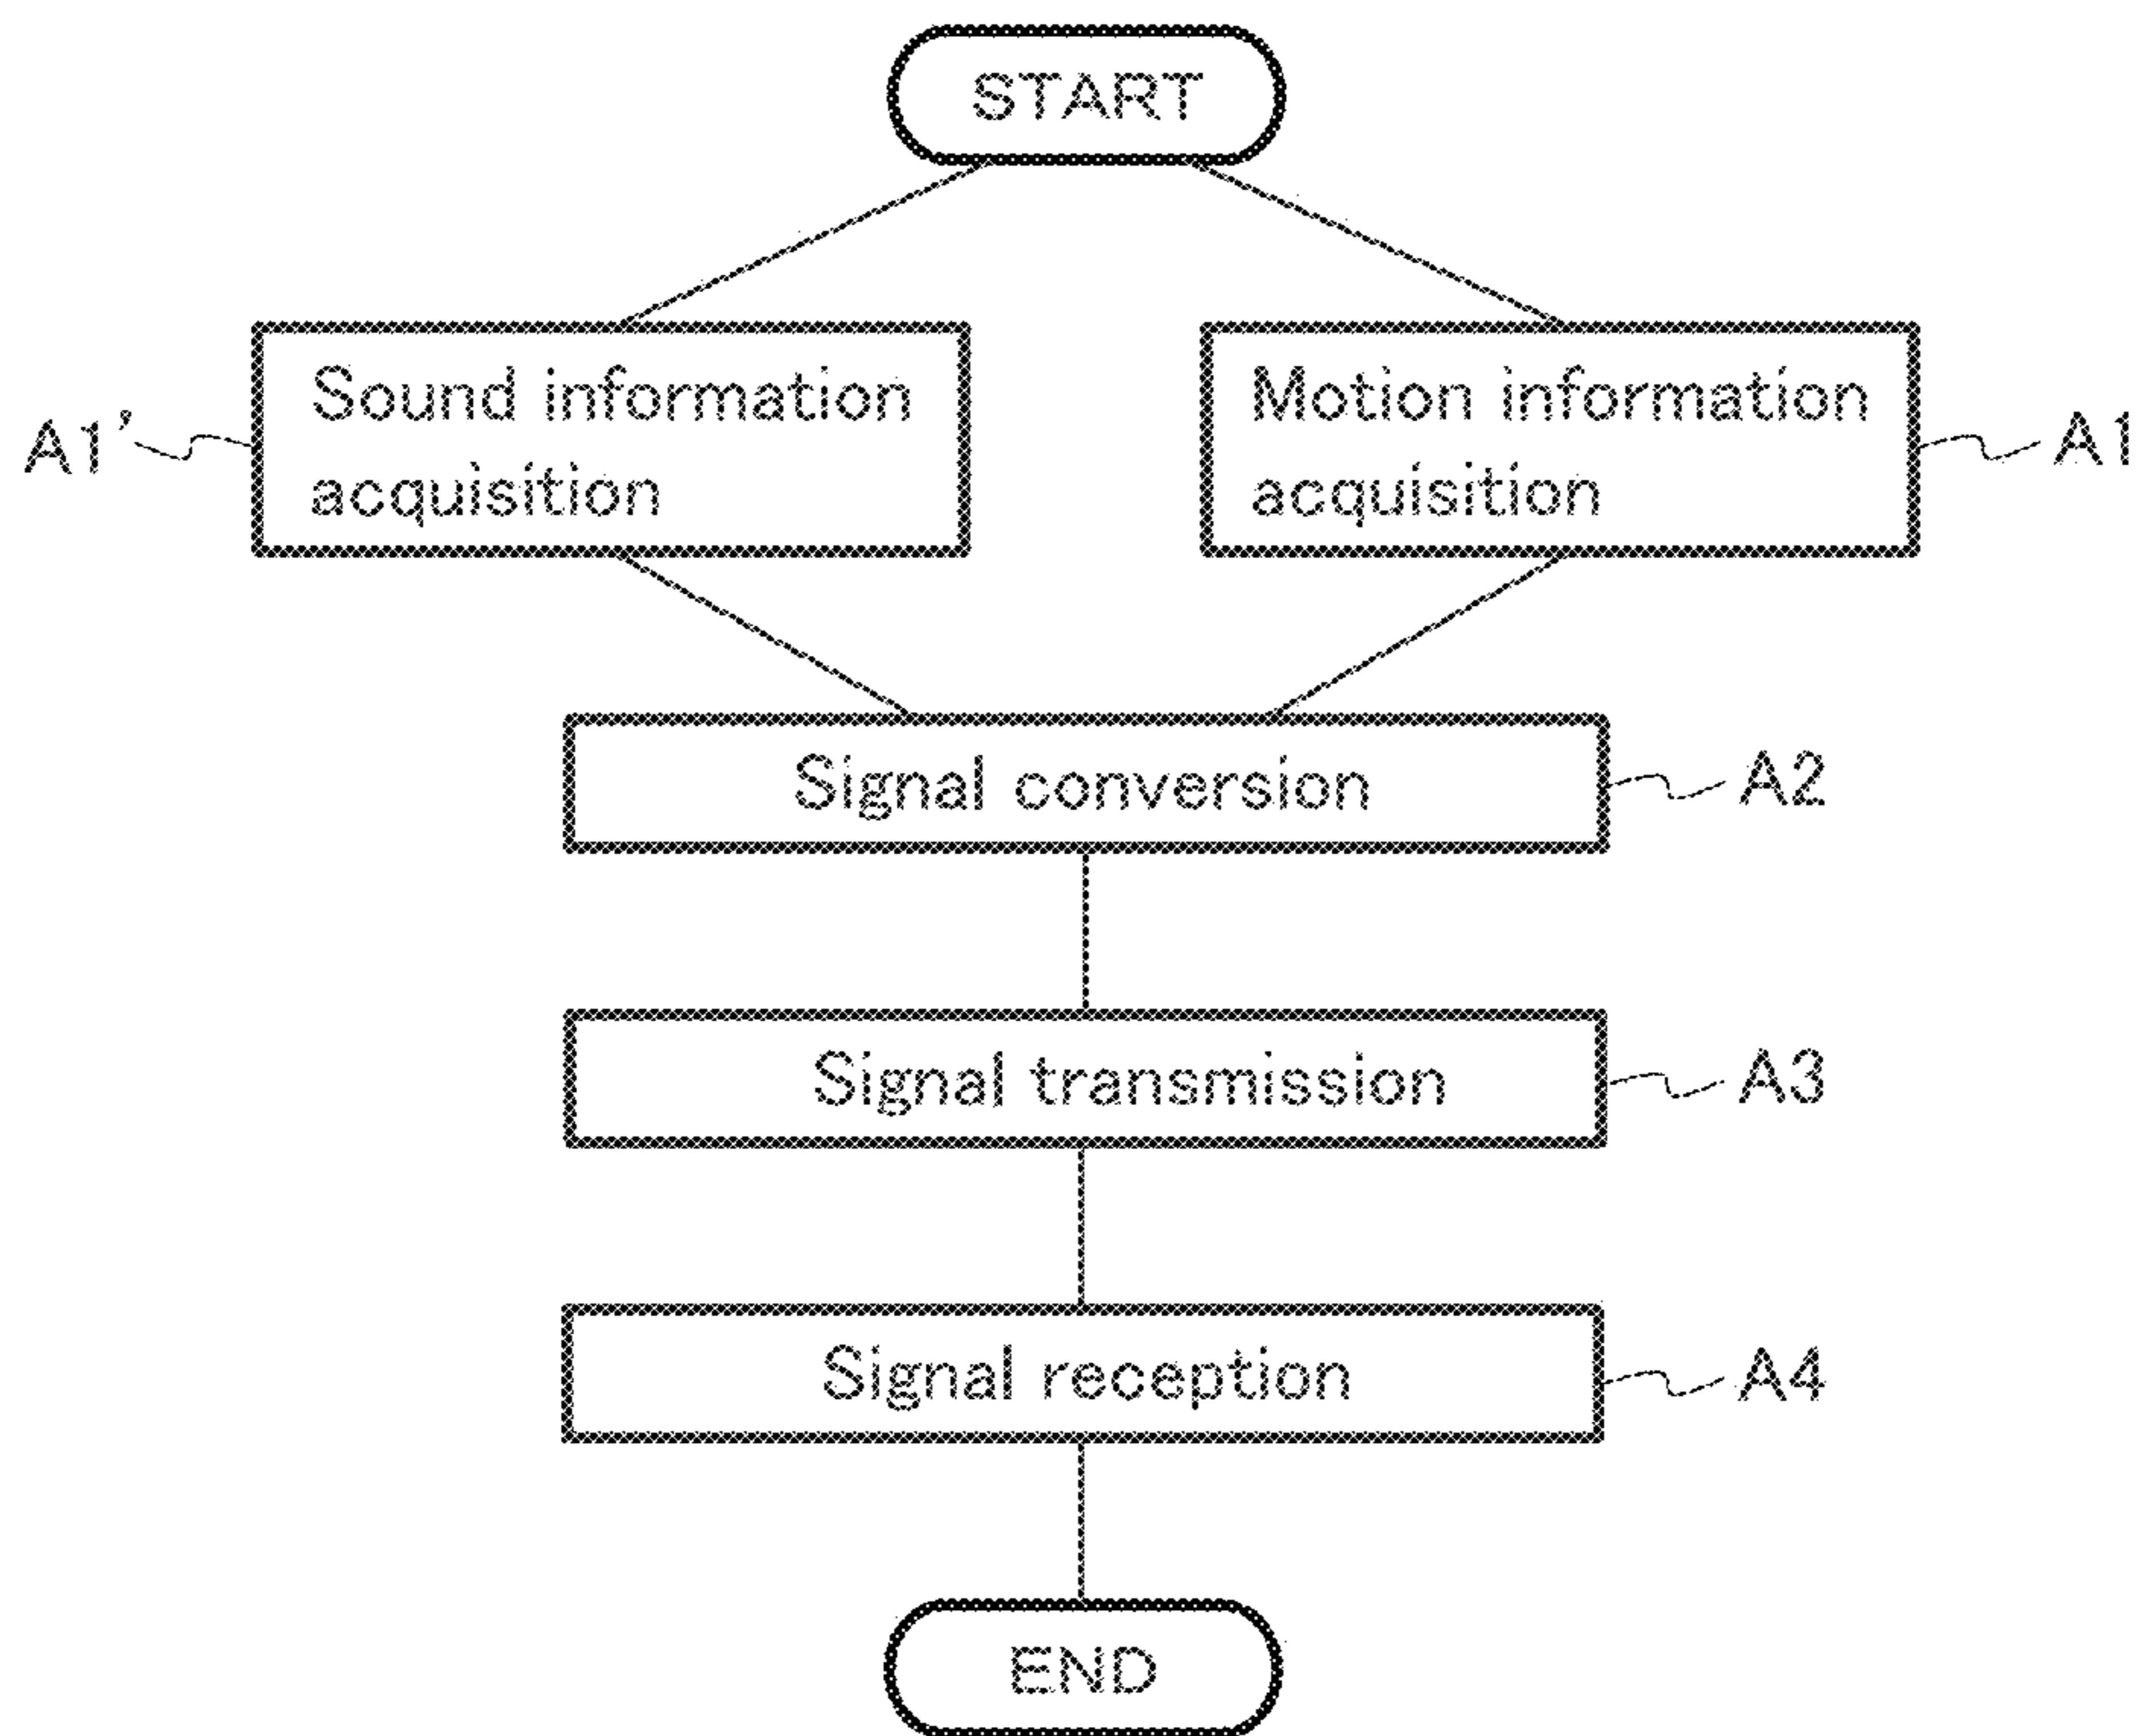 START
A1'
Sound information
acquisition
Motion information
acquisition
A1
Signal conversion
A2
Signal transmission
A3
Signal reception
A4
END